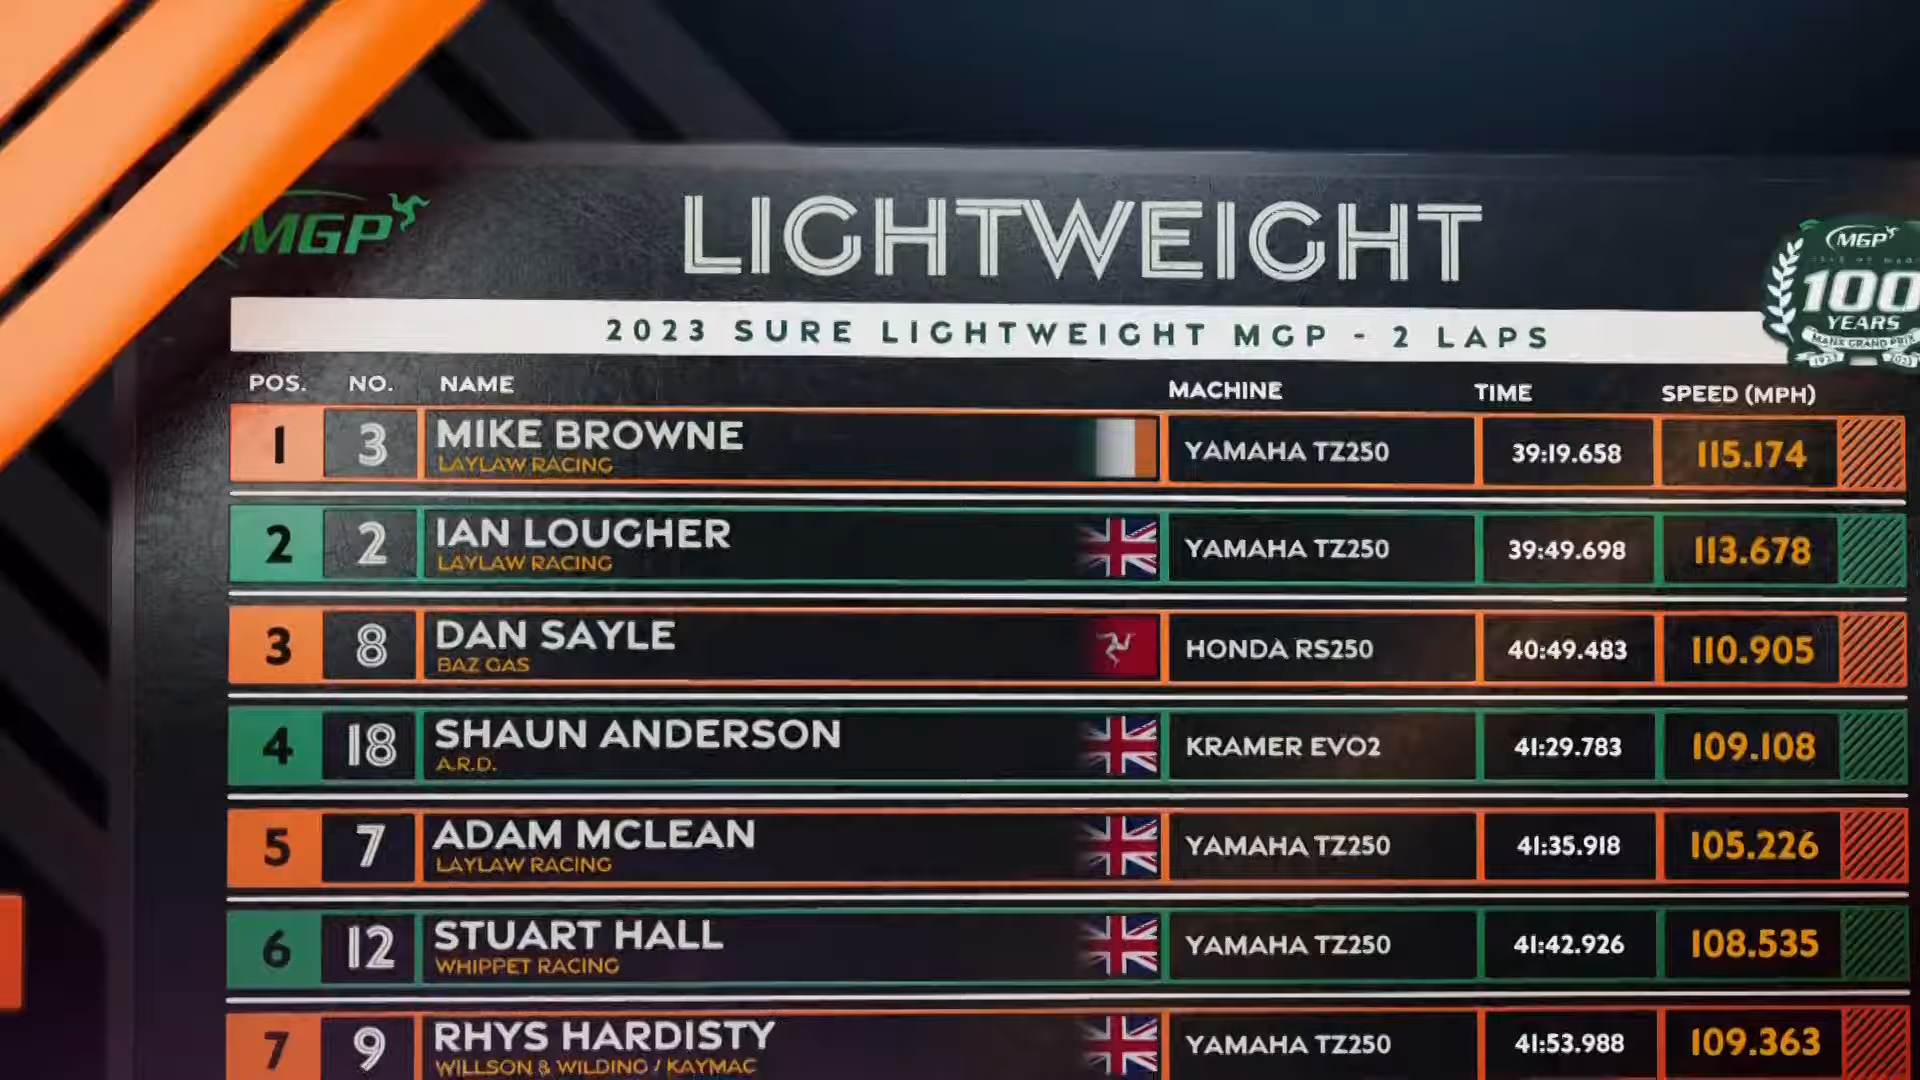 MGP
LIGHTWEIGHT
MGP
100
YEARS
MANX GRAND PRIX
2023 SURE LIGHTWEIGHT MGP - 2 LAPS
POS. NO. NAME MACHINE TIME SPEED (MPH)
1 3 MIKE BROWNE YAMAHA TZ250 39:19.658 115.174
LAYLAW RACING
2 2 IAN LOUGHER YAMAHA TZ250 39:49.698 113.678
LAYLAW RACING
3 8 DAN SAYLE HONDA RS250 40:49.483 110.905
BAZ GAS
4 18 SHAUN ANDERSON KRAMER EVO2 41:29.783 109.108
A.R.D.
5 7 ADAM MCLEAN YAMAHA TZ250 41:35.918 105.226
LAYLAW RACING
6 12 STUART HALL YAMAHA TZ250 41:42.926 108.535
WHIPPET RACING
7 9 RHYS HARDISTY YAMAHA TZ250 41:53.988 109.363
WILLSON & WILDING / KAYMAC